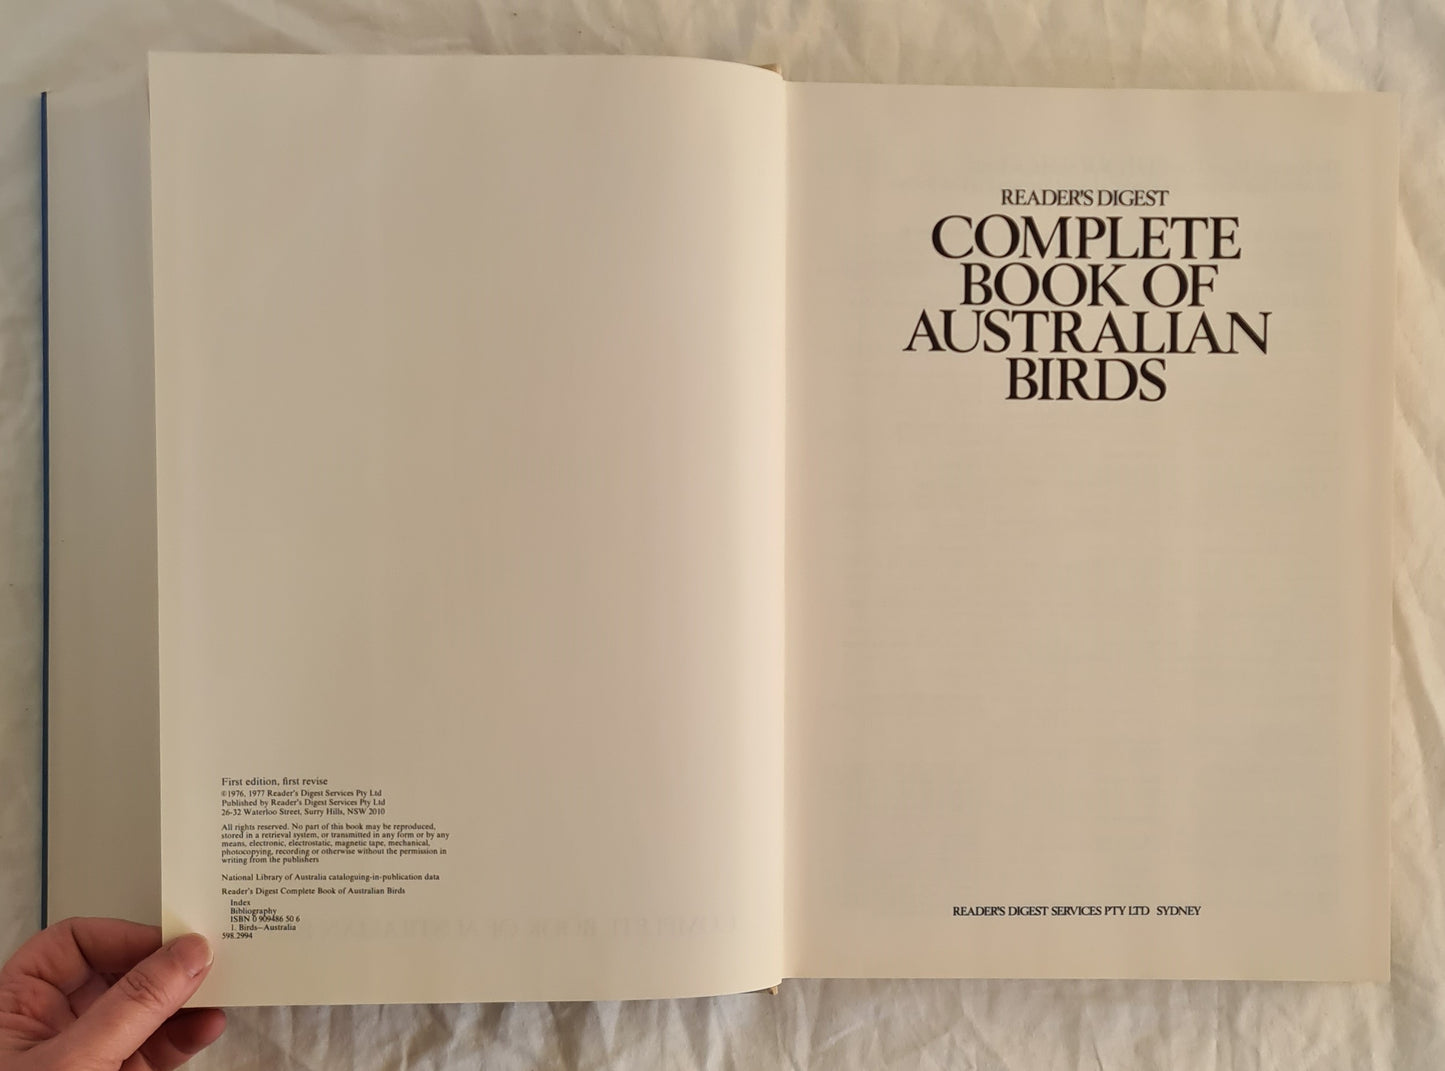 First edition, first revise
©1976, 1977 Reader's Digest Services Pty Ltd
Published by Reader's Digest Services Pty Ltd
26-32 Waterloo Street, Surry Hills, NSW 2010
All rights reserved. No part of this book may be reproduced,
stored in a retrieval system, or transmitted in any form or by any
means, electronic, electrostatic, magnetic tape, mechanical,
photocopying, recording or otherwise without the permission in
writing from the publishers
National Library of Australia cataloguing-in-publication data
Reader's Digest Complete Book of Australian Birds
Index
Bibliography
ISBN 0 909486 50 6
1. Birds—Australia
598.2994
READER'S DIGEST
COMPLETE
BOOK OF
AUSTRALIAN
BIRDS
READER'S DIGEST SERVICES PTY LTD SYDNEY